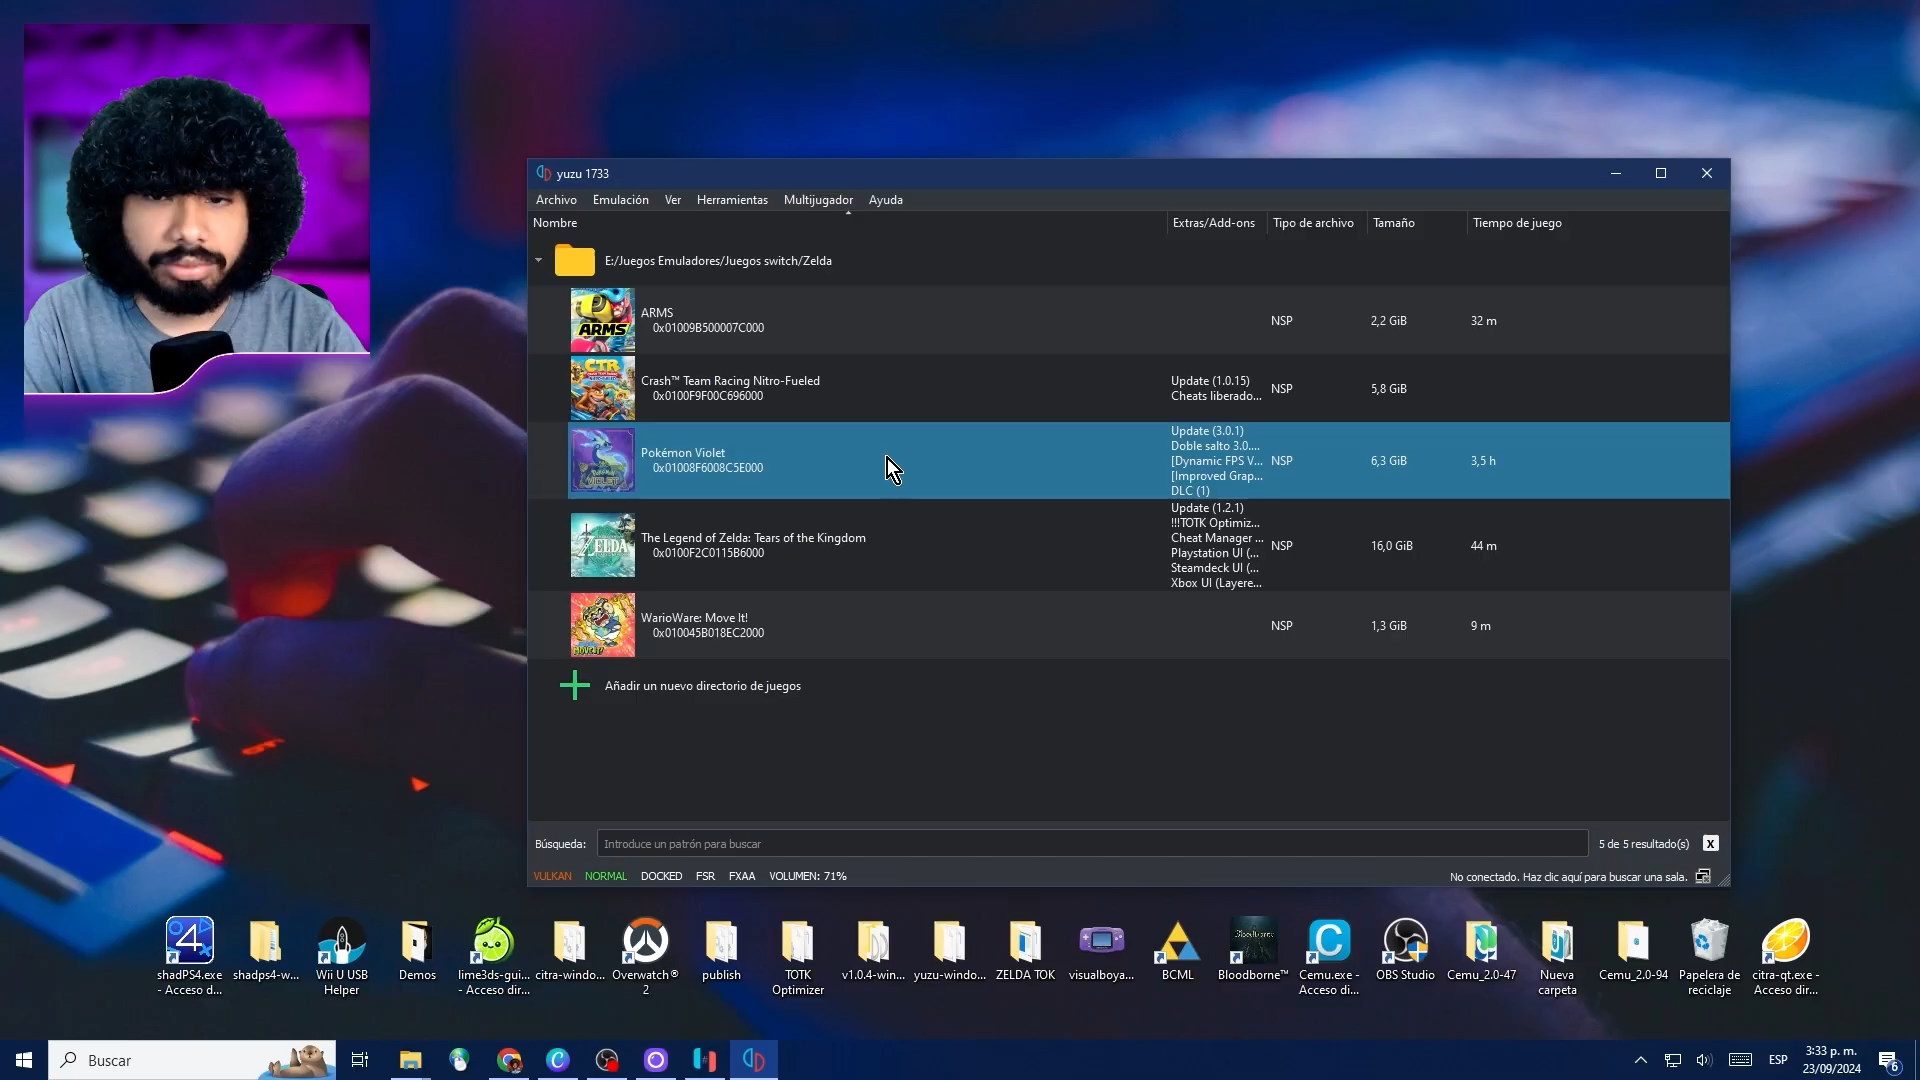 yuzu 1733
Archivo Emulación Ver Herramientas Multijugador Ayuda
Nombre Extras/Add-ons Tipo de archivo Tamaño Tiempo de juego
E:/Juegos Emuladores/Juegos switch/Zelda
ARMS
0x01009B500007C000
NSP 2,2 GiB 32 m
ARMS
CTR
Crash™ Team Racing Nitro-Fueled
0x0100F9F00C696000
Update (1.0.15)
Cheats liberado...
NSP 5,8 GiB
Pokémon Violet
0x01008F6008C5E000
Update (3.0.1)
Doble salto 3.0....
[Dynamic FPS V...
[Improved Grap...
DLC (1)
NSP 6,3 GiB 3,5 h
ZELDA
The Legend of Zelda: Tears of the Kingdom
0x0100F2C0115B6000
Update (1.2.1)
!!!TOTK Optimiz...
Cheat Manager ...
Playstation UI (...
Steamdeck UI (...
Xbox UI (Layere...
NSP 16,0 GiB 44 m
WarioWare: Move It!
0x010045B018EC2000
NSP 1,3 GiB 9 m
Añadir un nuevo directorio de juegos
Búsqueda: Introduce un patrón para buscar 5 de 5 resultado(s) X
VULKAN NORMAL DOCKED FSR FXAA VOLUMEN: 71% No conectado. Haz clic aquí para buscar una sala.
shadPS4.exe - Acceso d...
shadps4-w...
Wii U USB Helper
Demos
lime3ds-gui... - Acceso dir...
citra-windo...
Overwatch® 2
publish
TOTK Optimizer
v1.0.4-win...
yuzu-windo...
ZELDA TOK
visualboya...
BCML
Bloodborne™
Cemu.exe - Acceso di...
OBS Studio
Cemu_2.0-47
Nueva carpeta
Cemu_2.0-94
Papelera de reciclaje
citra-qt.exe - Acceso dir...
Buscar
ESP
3:33 p. m.
23/09/2024
6